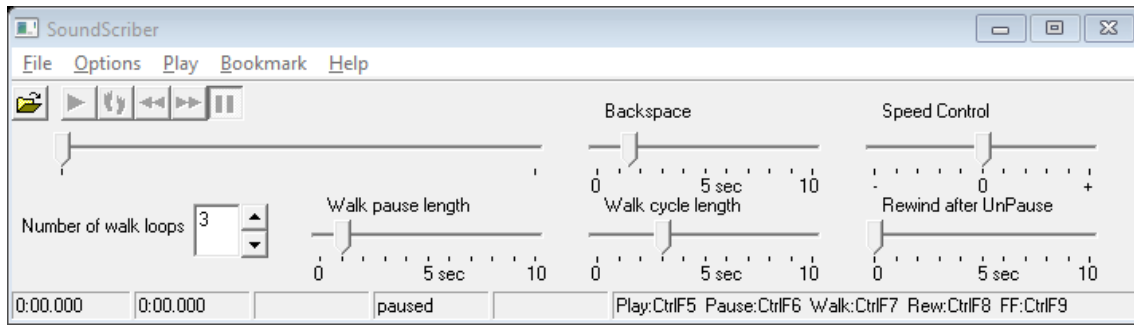 SoundScriber
File Options Play Bookmark Help
Backspace Speed Control
0 5 sec 10 - 0 +
Number of walk loops 3 Walk pause length Walk cycle length Rewind after UnPause
0 5 sec 10 0 5 sec 10 0 5 sec 10
0:00.000 0:00.000 paused Play:CtrlF5 Pause:CtrlF6 Walk:CtrlF7 Rew:CtrlF8 FF:CtrlF9